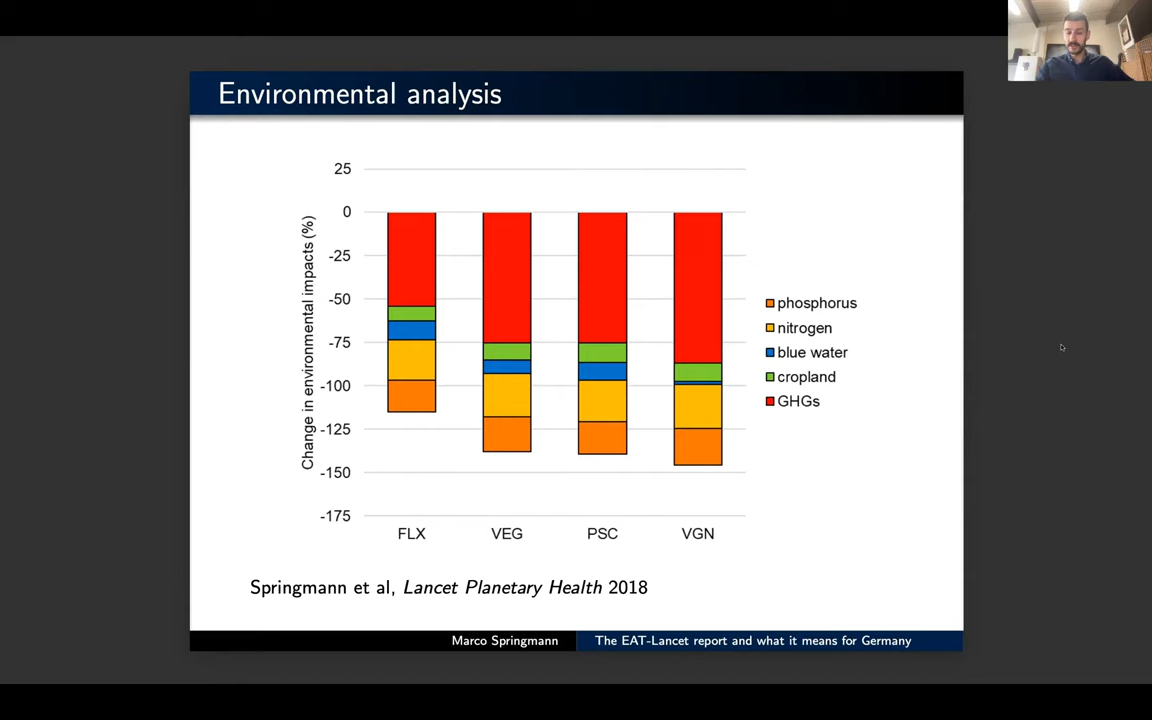 Environmental analysis
Change in environmental impacts (%)
25
0
-25
-50
-75
-100
-125
-150
-175
FLX VEG PSC VGN
phosphorus
nitrogen
blue water
cropland
GHGs
Springmann et al, Lancet Planetary Health 2018
Marco Springmann The EAT-Lancet report and what it means for Germany